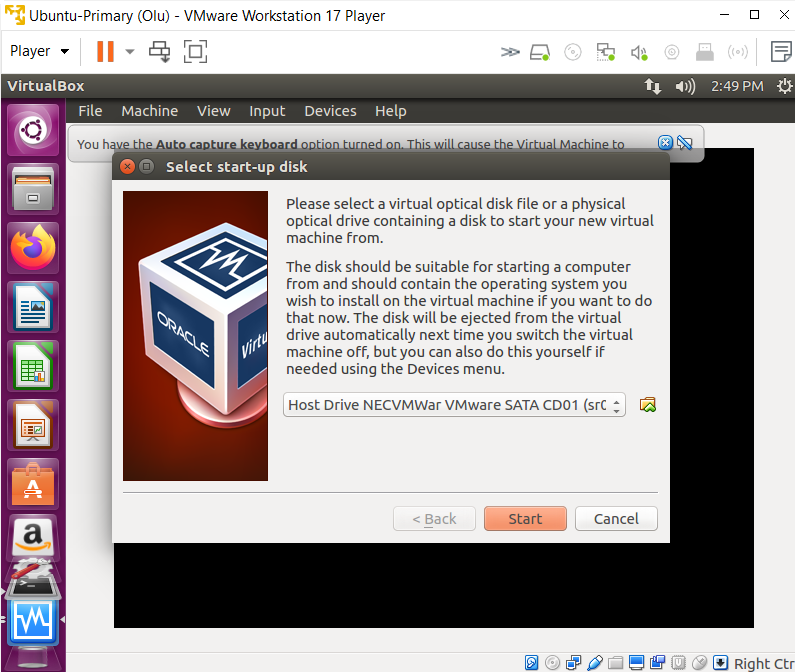 Ubuntu-Primary (Olu) - VMware Workstation 17 Player
Player
VirtualBox
2:49 PM
File Machine View Input Devices Help
You have the Auto capture keyboard option turned on. This will cause the Virtual Machine to
Select start-up disk
Please select a virtual optical disk file or a physical
optical drive containing a disk to start your new virtual
machine from.
The disk should be suitable for starting a computer
from and should contain the operating system you
wish to install on the virtual machine if you want to do
that now. The disk will be ejected from the virtual
drive automatically next time you switch the virtual
machine off, but you can also do this yourself if
needed using the Devices menu.
ORACLE
Virtu
Host Drive NECVMWar VMware SATA CD01 (sr0
< Back
Start
Cancel
a
Right Ctr